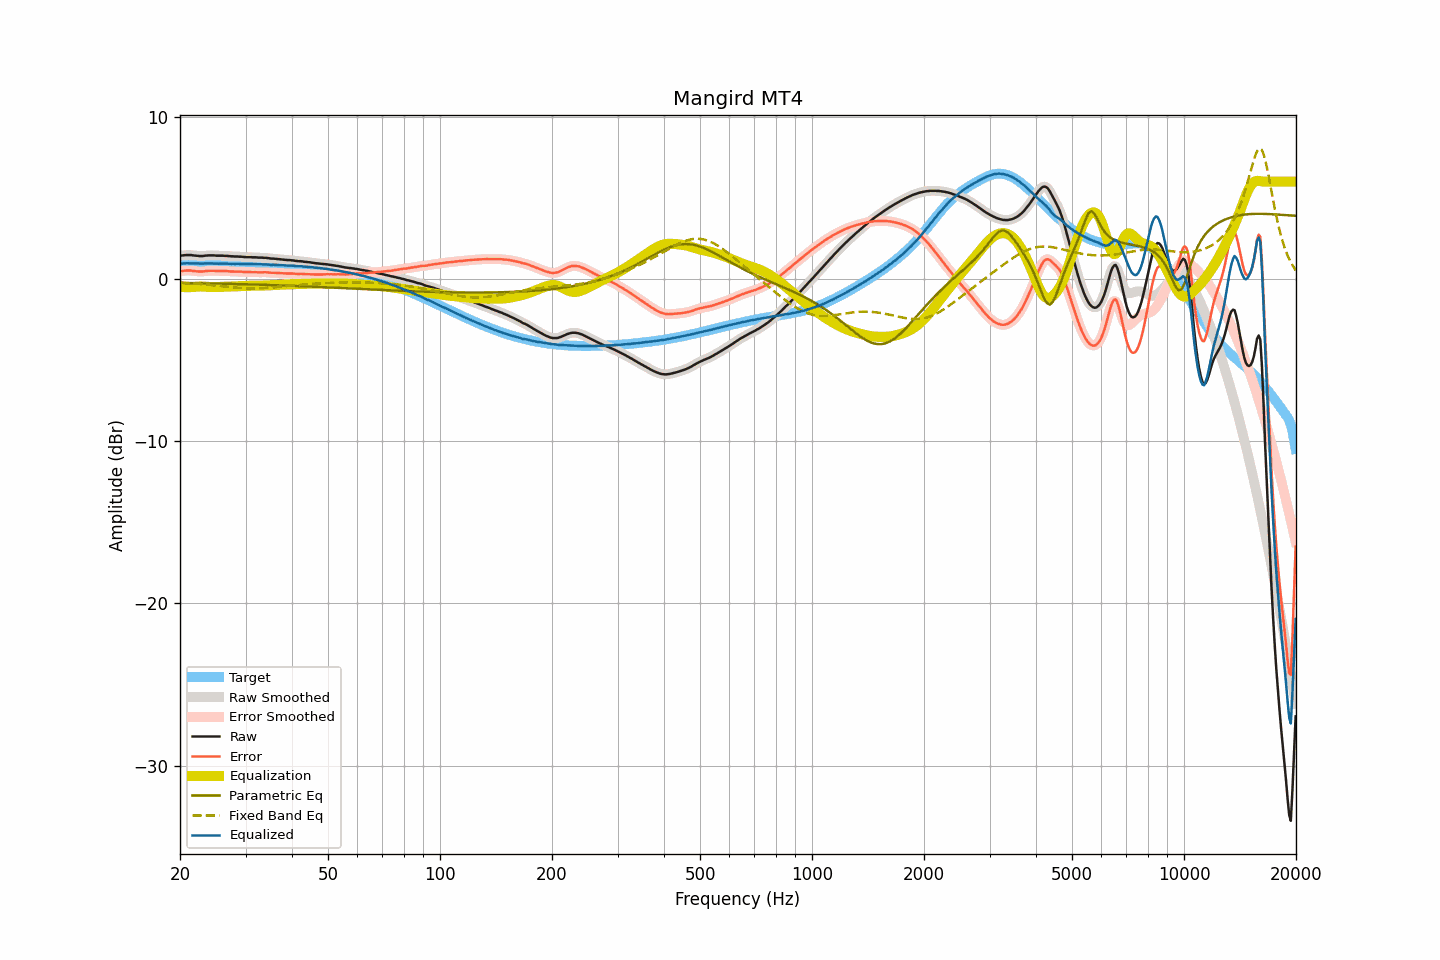 Mangird MT4
10
0
−10
−20
−30
Amplitude (dBr)
Target
Raw Smoothed
Error Smoothed
Raw
Error
Equalization
Parametric Eq
Fixed Band Eq
Equalized
20 50 100 200 500 1000 2000 5000 10000 20000
Frequency (Hz)